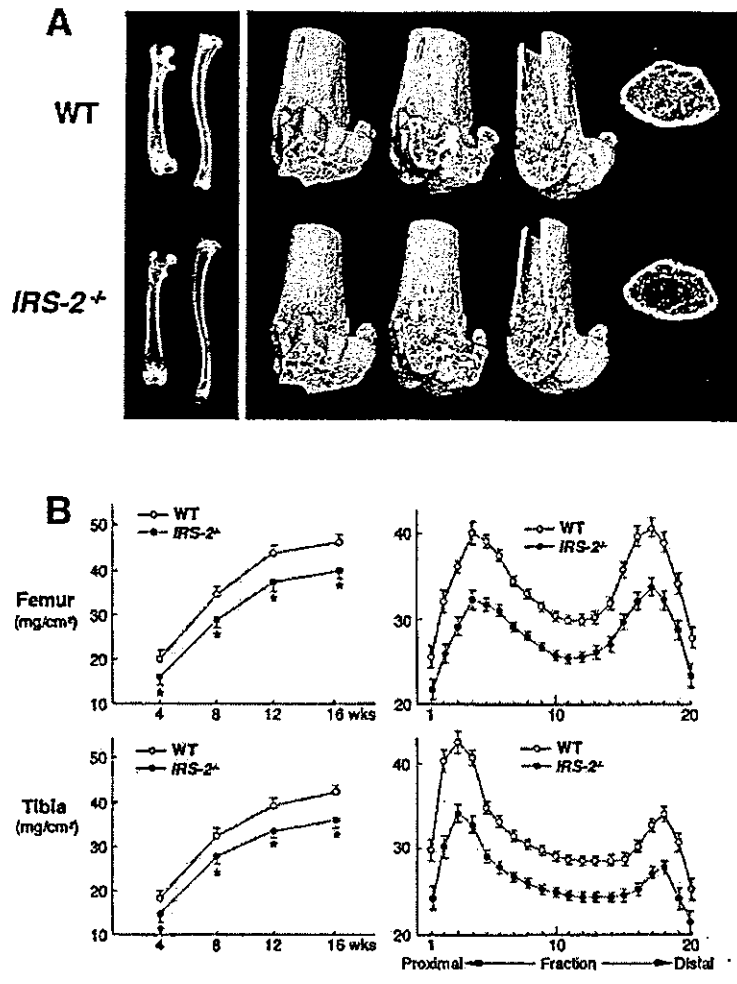 A
WT
IRS-2-/-
B
WT
IRS-2-/-
50
40
30
20
10
Femur
(mg/cm²)
4
8
12
16 wks
WT
IRS-2-/-
40
30
20
1
10
20
WT
IRS-2-/-
50
40
30
20
10
Tibia
(mg/cm²)
4
8
12
16 wks
WT
IRS-2-/-
40
30
20
1
10
20
Proximal
Fraction
Distal